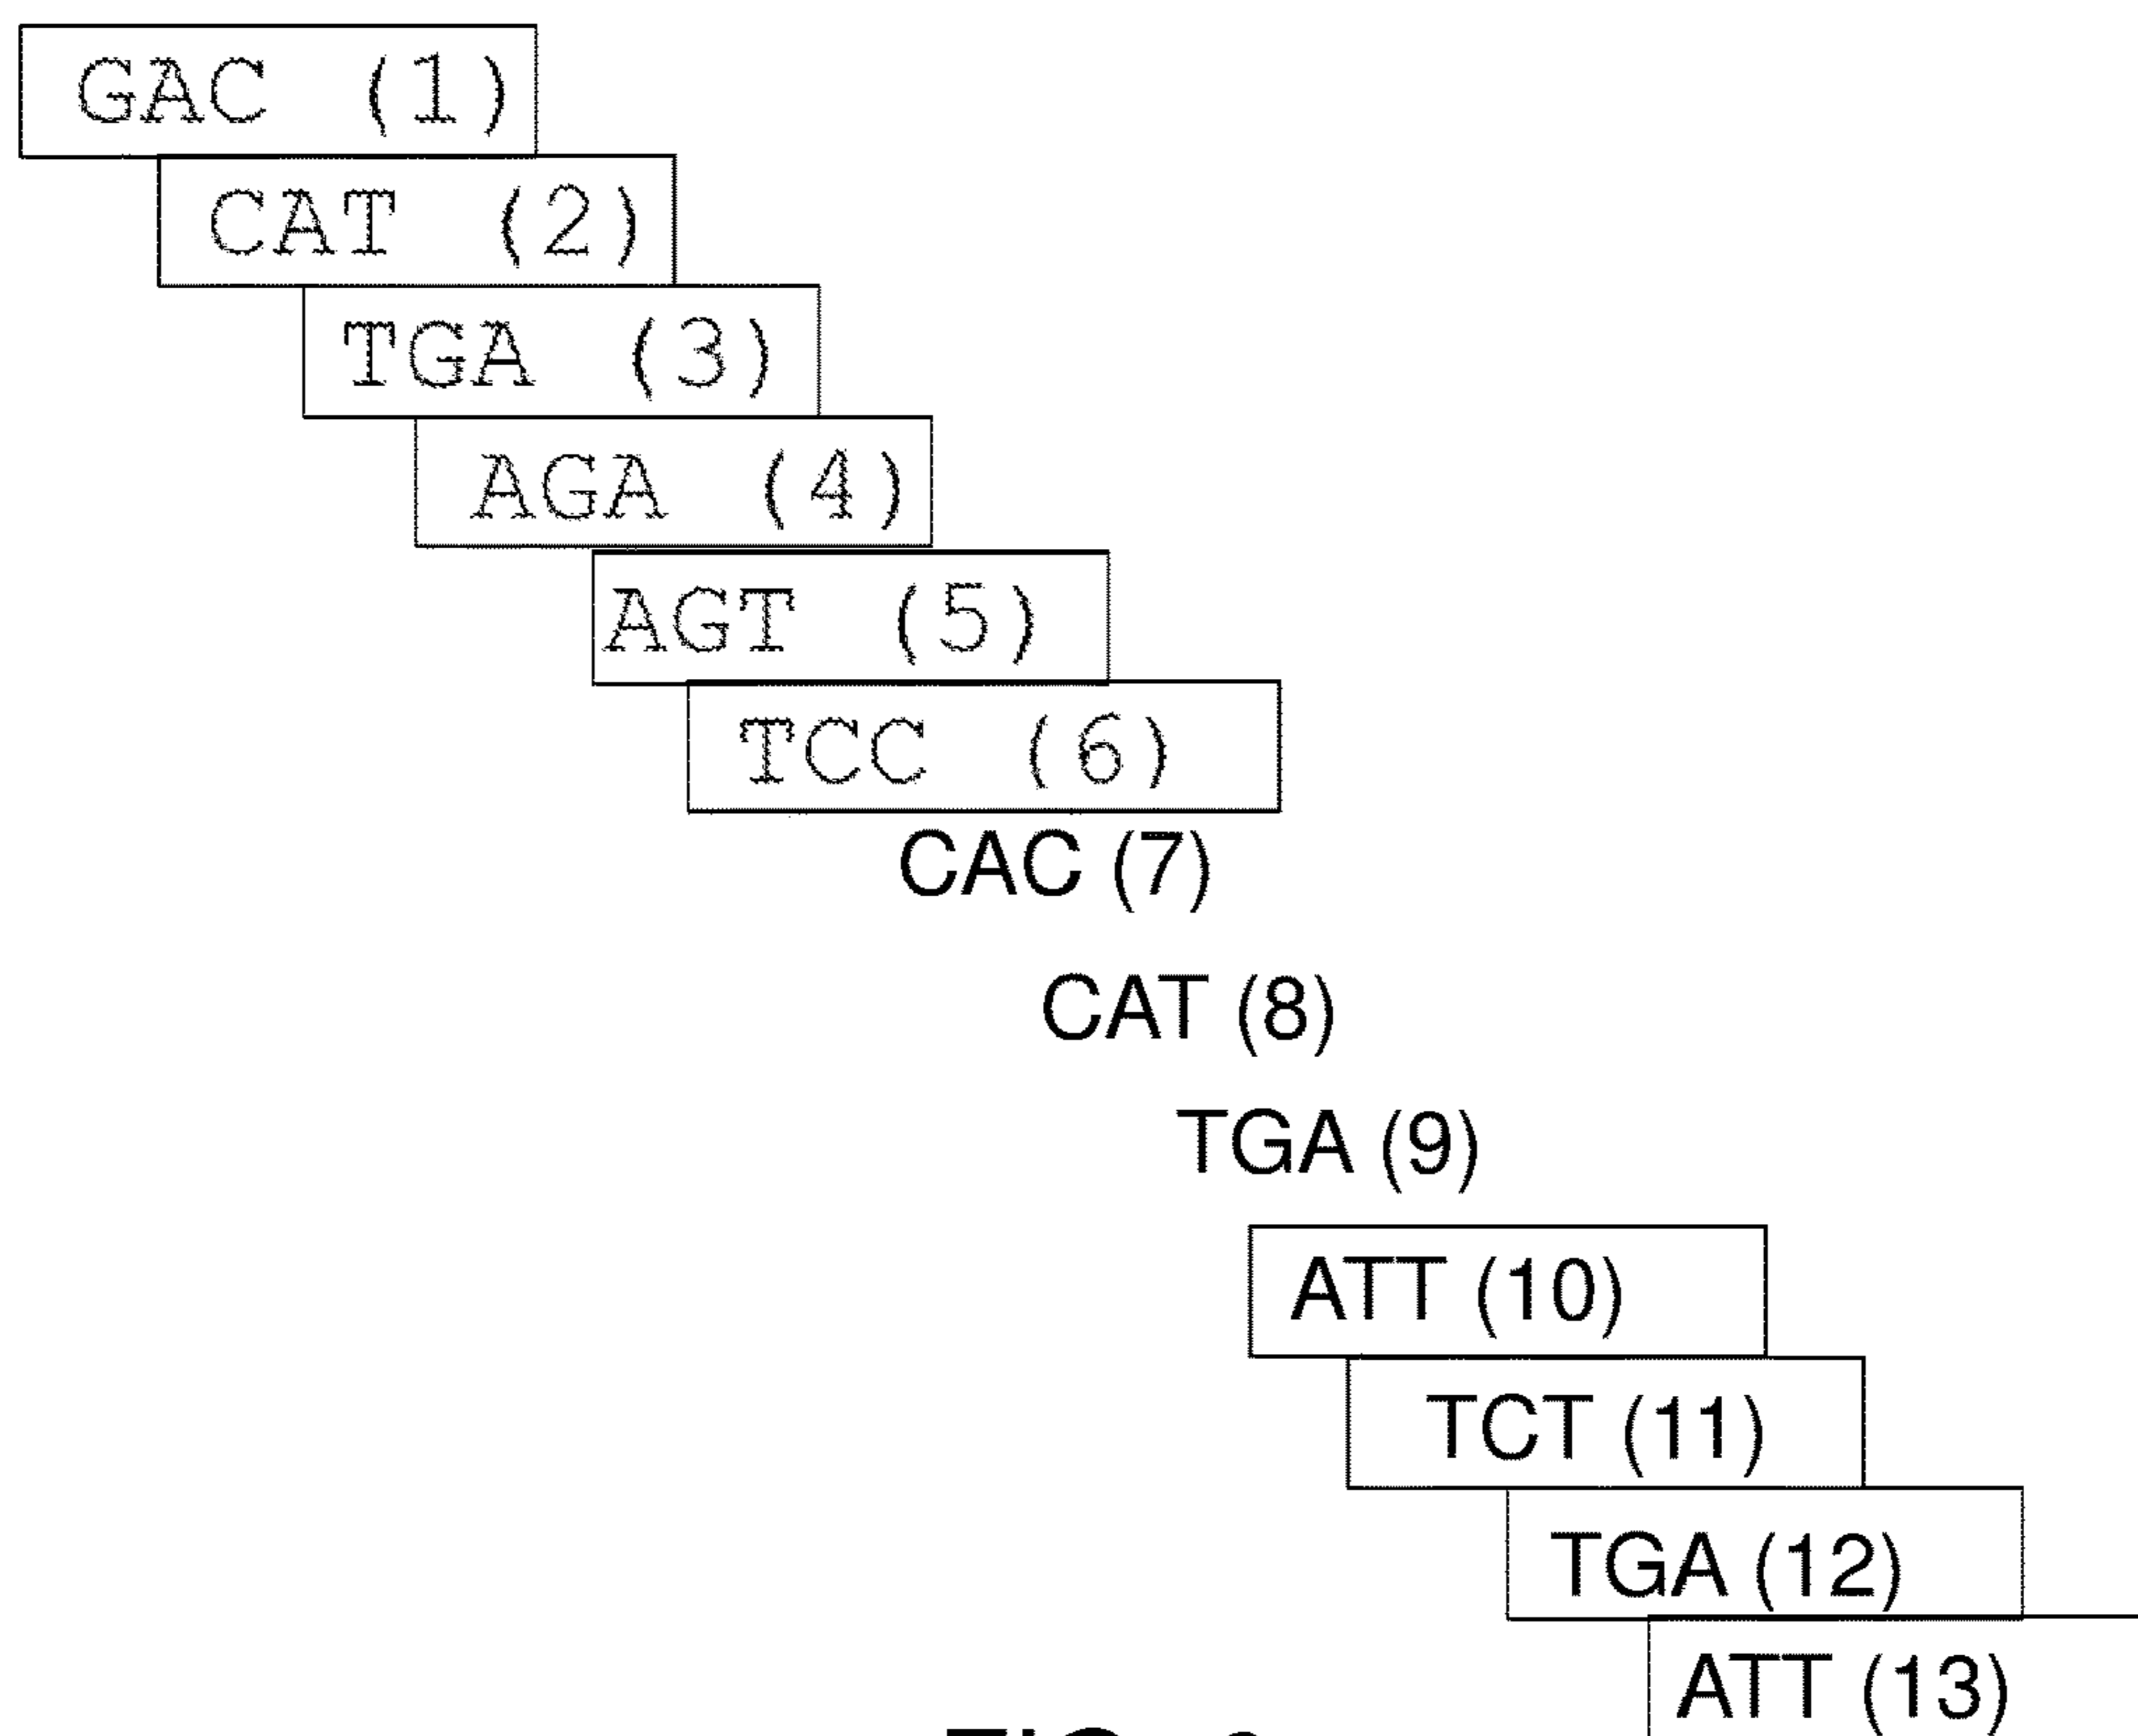 GAC (1)
CAT (2)
TGA (3)
AGA (4)
AGT (5)
TCC (6)
CAC (7)
CAT (8)
TGA (9)
ATT (10)
TCT (11)
TGA (12)
ATT (13)